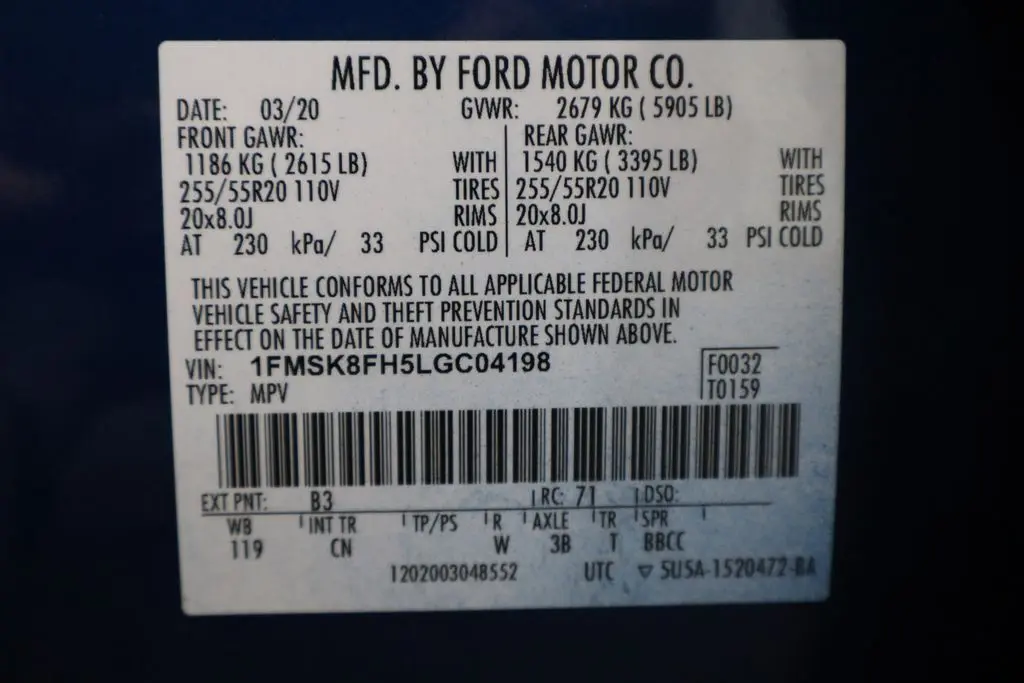 MFD. BY FORD MOTOR CO.
DATE: 03/20 GVWR: 2679 KG ( 5905 LB)
FRONT GAWR: REAR GAWR:
1186 KG ( 2615 LB) WITH 1540 KG ( 3395 LB) WITH
255/55R20 110V TIRES 255/55R20 110V TIRES
20x8.0J RIMS 20x8.0J RIMS
AT 230 kPa/ 33 PSI COLD AT 230 kPa/ 33 PSI COLD
THIS VEHICLE CONFORMS TO ALL APPLICABLE FEDERAL MOTOR
VEHICLE SAFETY AND THEFT PREVENTION STANDARDS IN
EFFECT ON THE DATE OF MANUFACTURE SHOWN ABOVE.
VIN: 1FMSK8FH5LGC04198 F0032
TYPE: MPV T0159
EXT PNT: B3 RC: 71 DSO:
WB INT TR TP/PS R AXLE TR SPR
119 CN W 3B T BBCC
1202003048552 UTC ▽ 5U5A-1520472-BA